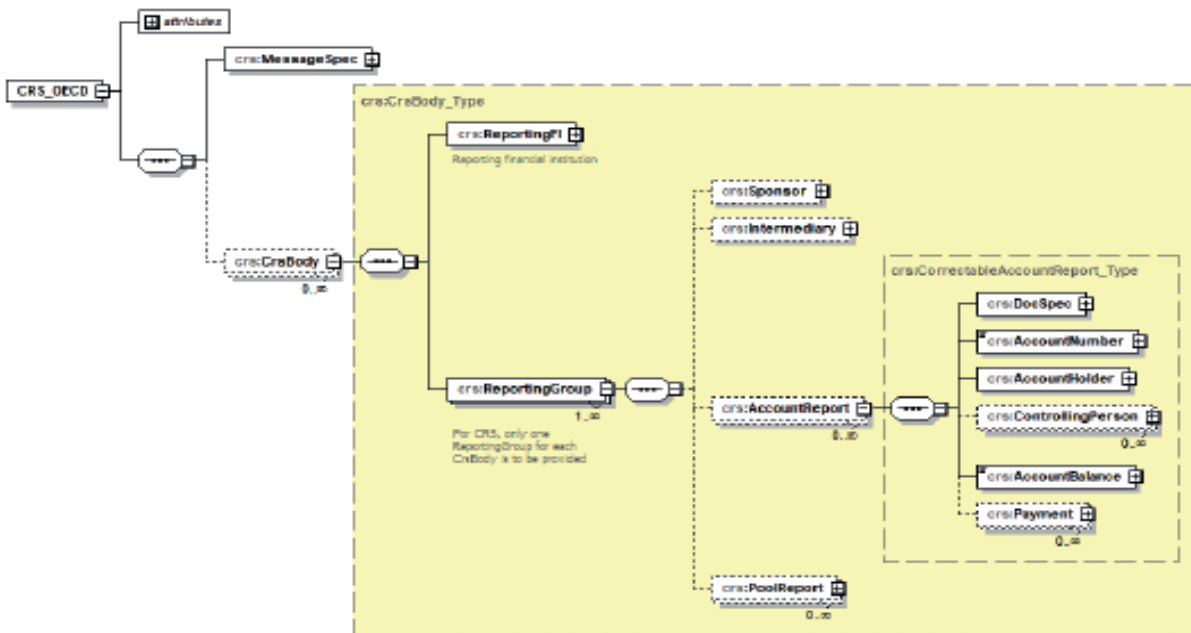 attributes
crs:MessageSpec
CRS_OECD
crs:CrsBody_Type
crs:ReportingFI
Reporting financial institution
crs:Sponsor
crs:Intermediary
crs:CrsBody
0..∞
crs:CorrectableAccountReport_Type
crs:DocSpec
crs:AccountNumber
crs:AccountHolder
crs:ReportingGroup
1..∞
crs:AccountReport
0..∞
crs:ControllingPerson
0..∞
For CRS, only one
ReportingGroup for each
CrsBody is to be provided
crs:AccountBalance
crs:Payment
0..∞
crs:PoolReport
0..∞